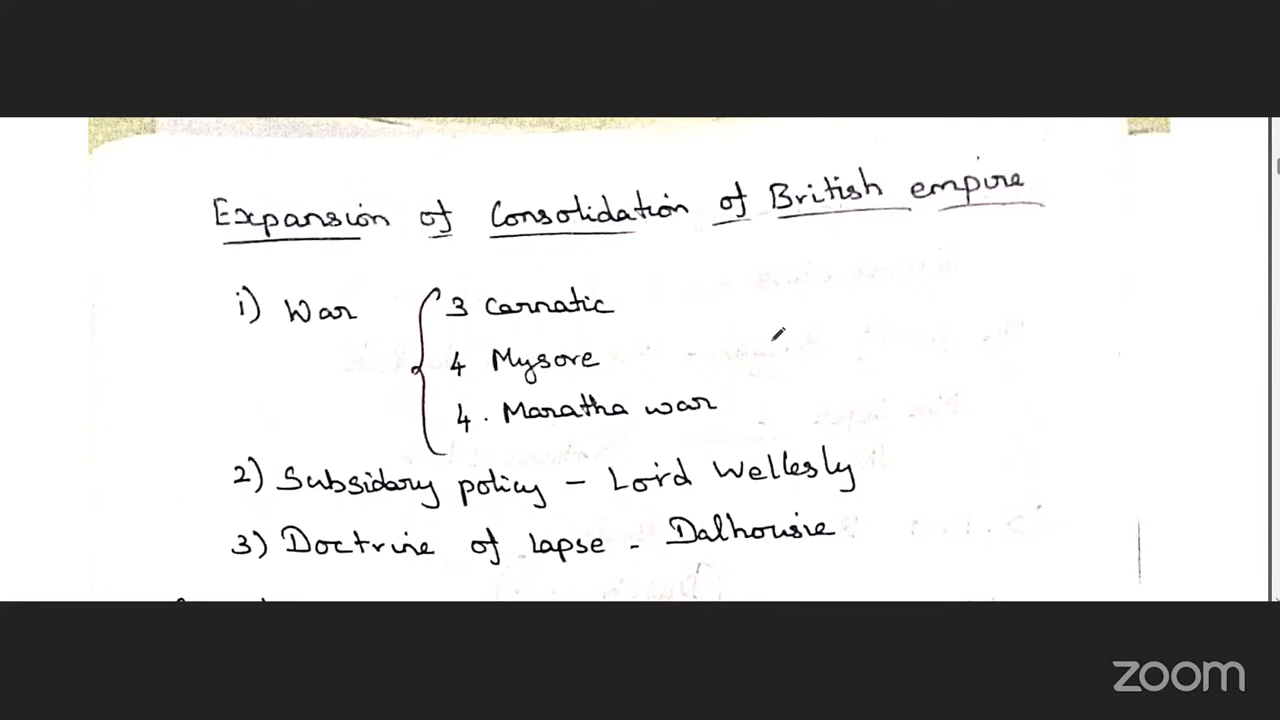 Expansion of Consolidation of British empire
i) War { 3 Carnatic
4 Mysore
4. Maratha war
2) Subsidary policy - Lord Wellesly
3) Doctrine of lapse - Dalhousie
zoom